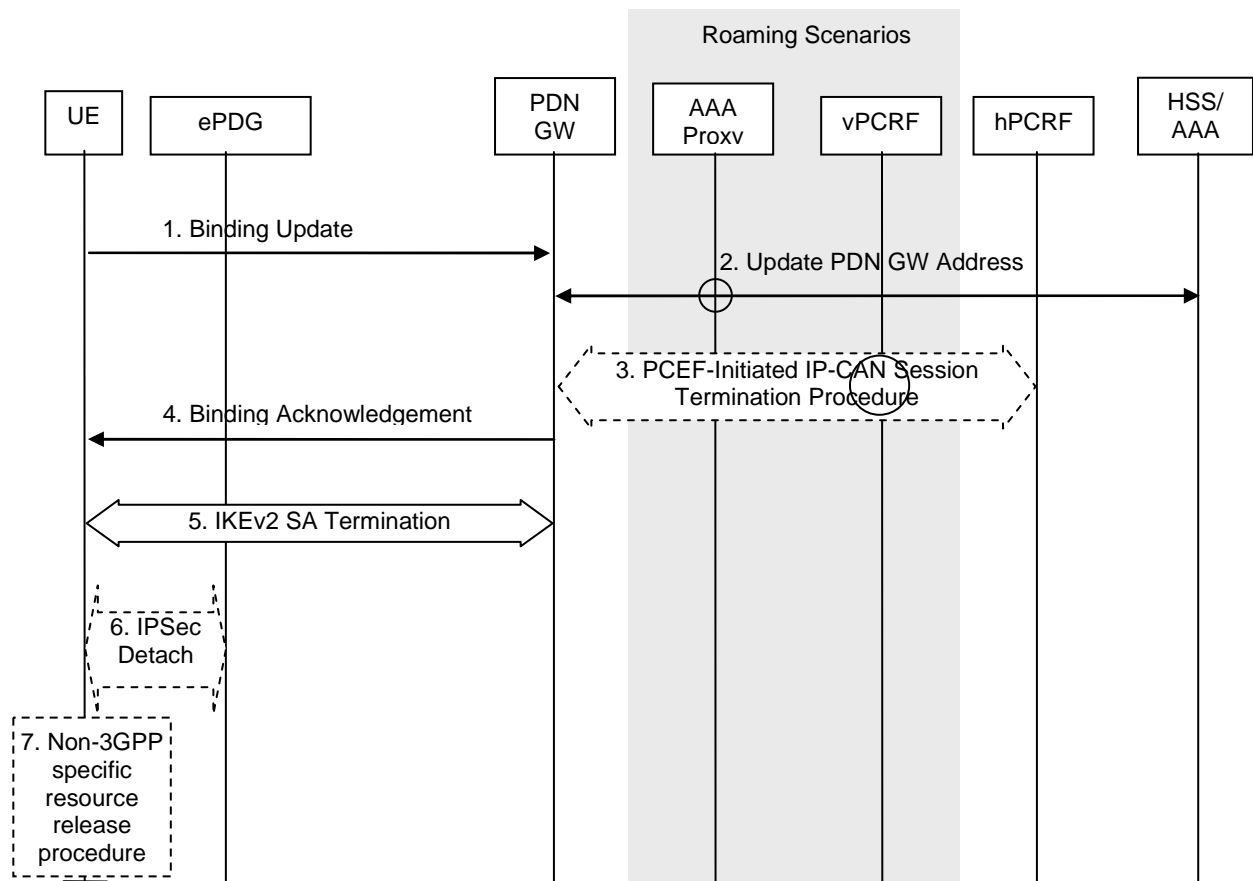 Roaming Scenarios
UE
ePDG
PDN
GW
AAA
Proxy
vPCRF
hPCRF
HSS/
AAA
1. Binding Update
2. Update PDN GW Address
3. PCEF-Initiated IP-CAN Session
Termination Procedure
4. Binding Acknowledgement
5. IKEv2 SA Termination
6. IPSec
Detach
7. Non-3GPP
specific
resource
release
procedure